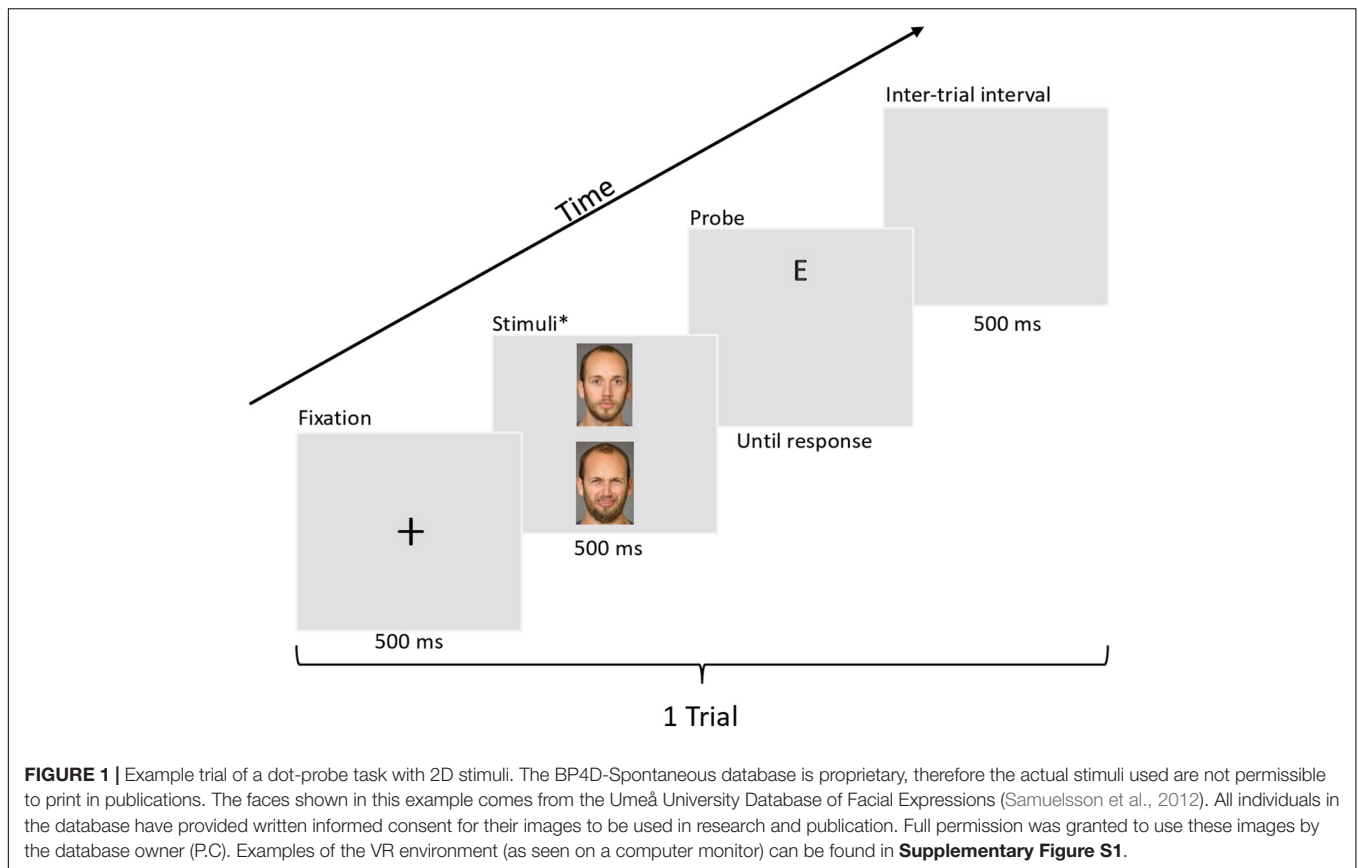 Inter-trial interval
Time
Probe
E
500 ms
Stimuli*
Until response
Fixation
500 ms
+
500 ms
1 Trial
FIGURE 1 | Example trial of a dot-probe task with 2D stimuli. The BP4D-Spontaneous database is proprietary, therefore the actual stimuli used are not permissible
to print in publications. The faces shown in this example comes from the Umeå University Database of Facial Expressions (Samuelsson et al., 2012). All individuals in
the database have provided written informed consent for their images to be used in research and publication. Full permission was granted to use these images by
the database owner (P.C). Examples of the VR environment (as seen on a computer monitor) can be found in Supplementary Figure S1.